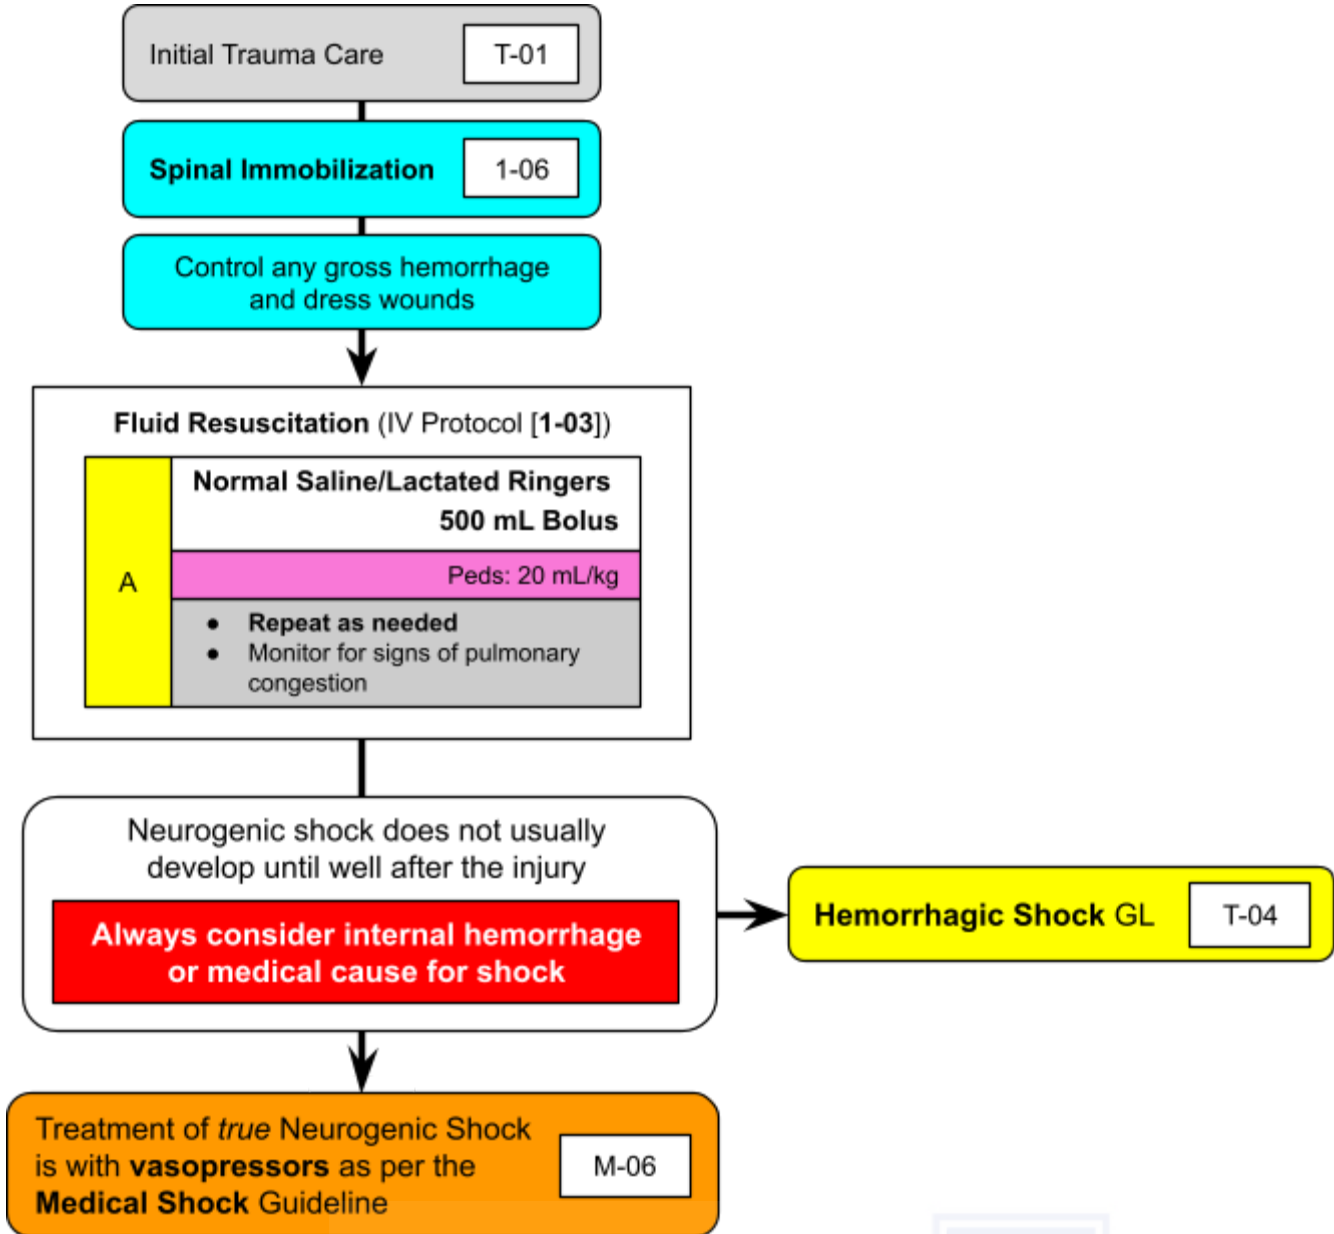 Initial Trauma Care T-01
Spinal Immobilization 1-06
Control any gross hemorrhage
and dress wounds
Fluid Resuscitation (IV Protocol [1-03])
Normal Saline/Lactated Ringers
500 mL Bolus
A
Peds: 20 mL/kg
● Repeat as needed
● Monitor for signs of pulmonary
congestion
Neurogenic shock does not usually
develop until well after the injury
Always consider internal hemorrhage
or medical cause for shock
Hemorrhagic Shock GL T-04
Treatment of true Neurogenic Shock
is with vasopressors as per the
Medical Shock Guideline
M-06